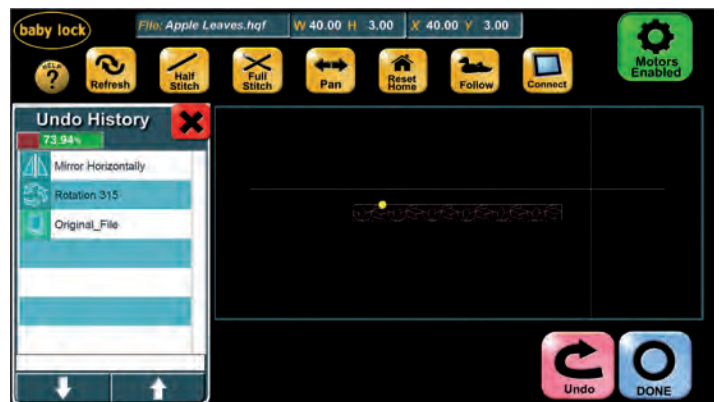 baby lock
File: Apple Leaves.hqf W 40.00 H 3.00 X 40.00 Y 3.00
HELP
?
Refresh
Half
Stitch
Full
Stitch
Pan
Reset
Home
Follow
Connect
Motors
Enabled
Undo History
73.94%
Mirror Horizontally
Rotation 315
Original_File
Undo
DONE